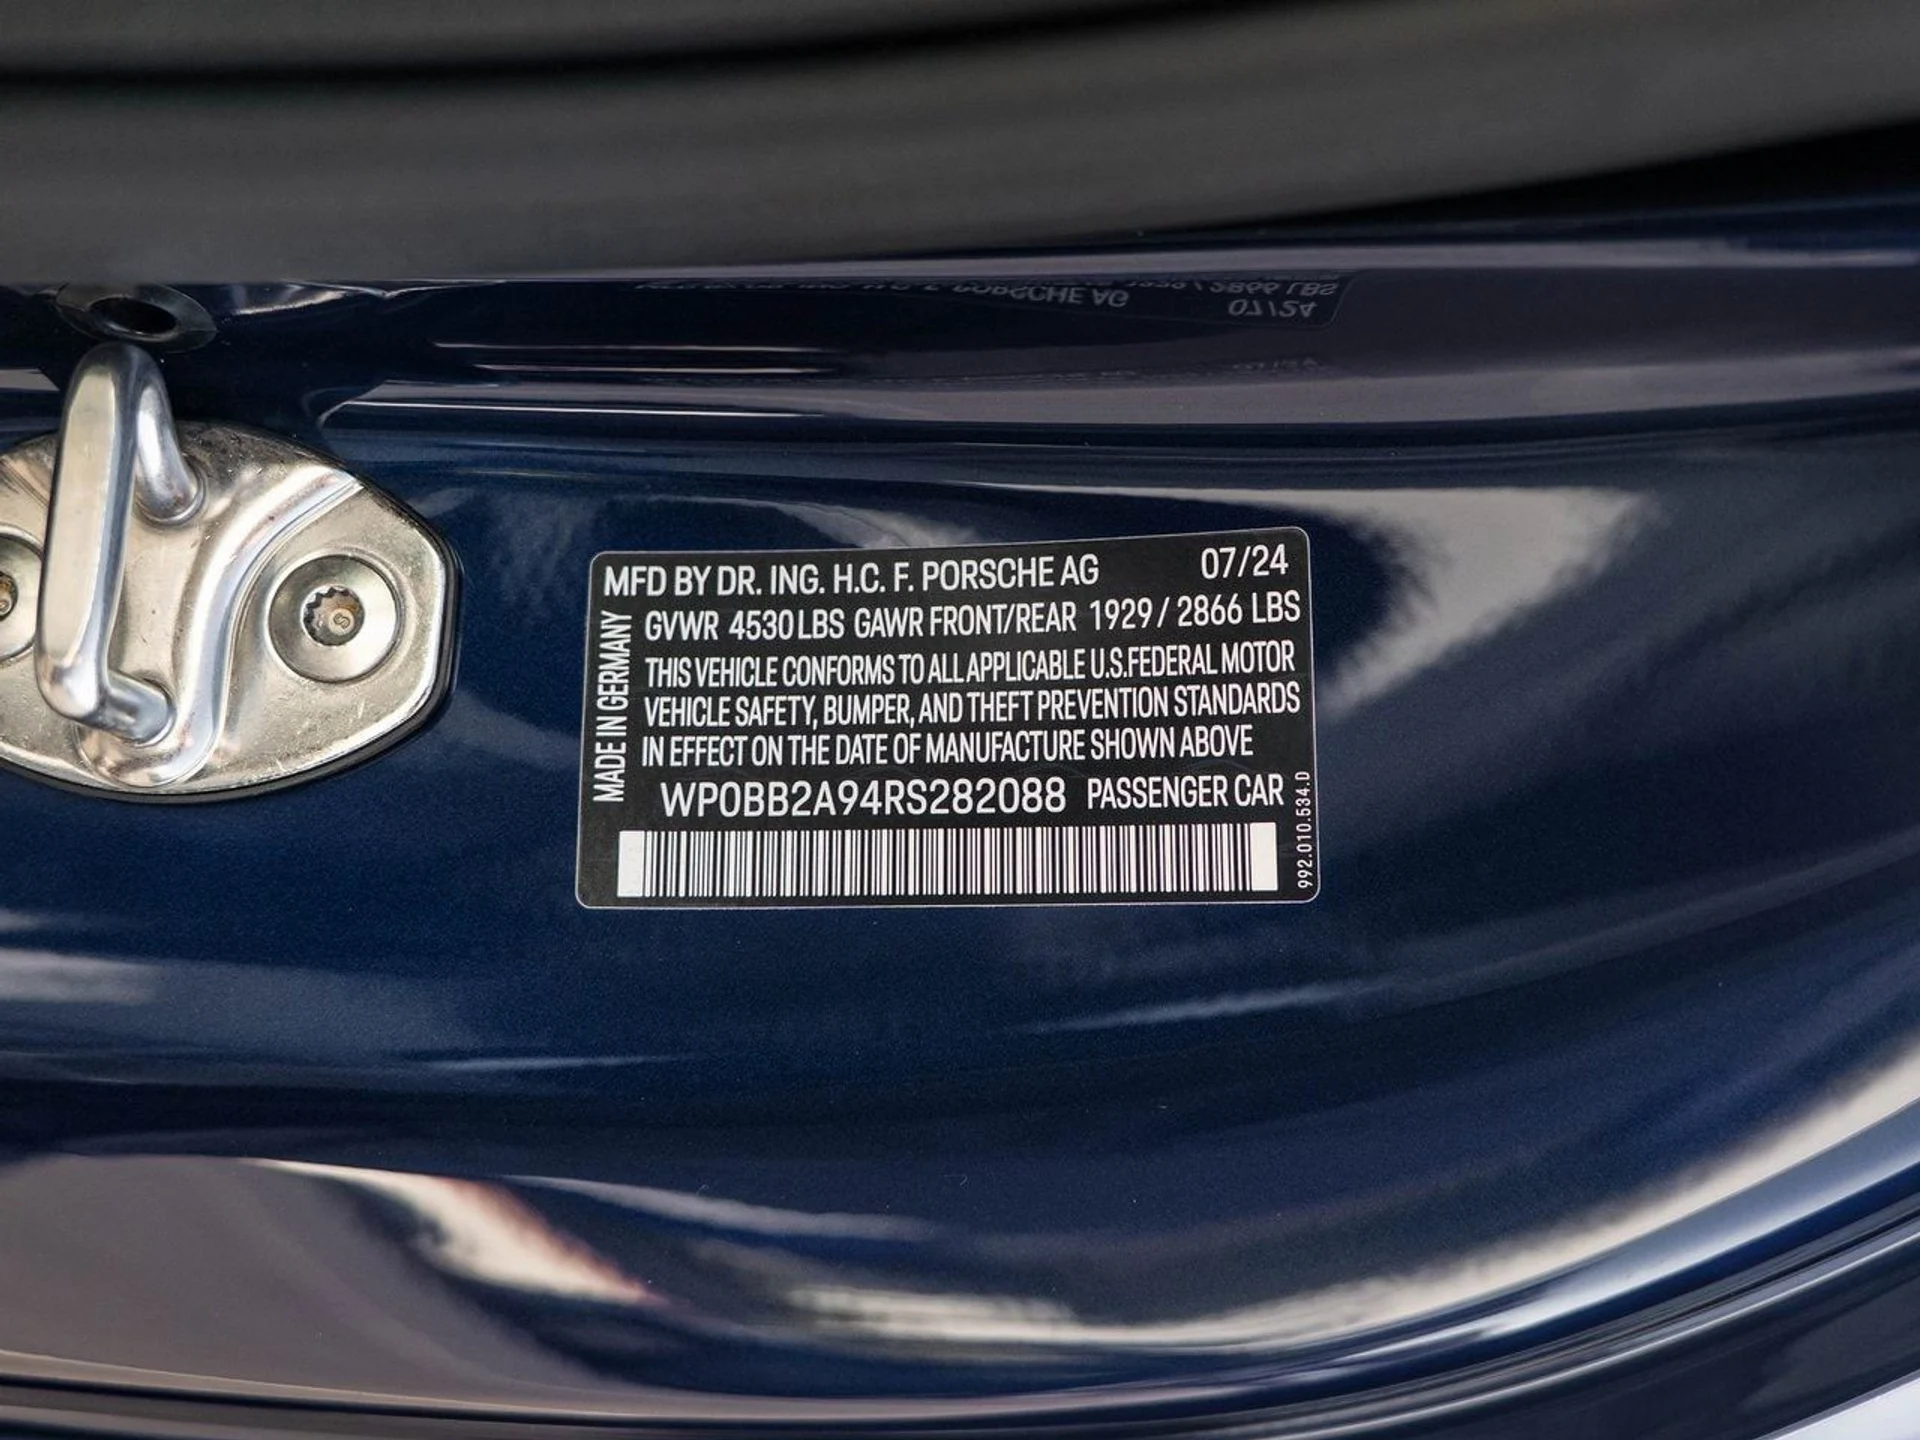 MFD BY DR. ING. H.C. F. PORSCHE AG 07/24
GVWR 4530 LBS GAWR FRONT/REAR 1929 / 2866 LBS
THIS VEHICLE CONFORMS TO ALL APPLICABLE U.S. FEDERAL MOTOR
VEHICLE SAFETY, BUMPER, AND THEFT PREVENTION STANDARDS
IN EFFECT ON THE DATE OF MANUFACTURE SHOWN ABOVE
WP0BB2A94RS282088 PASSENGER CAR
MADE IN GERMANY
992.010.534.D